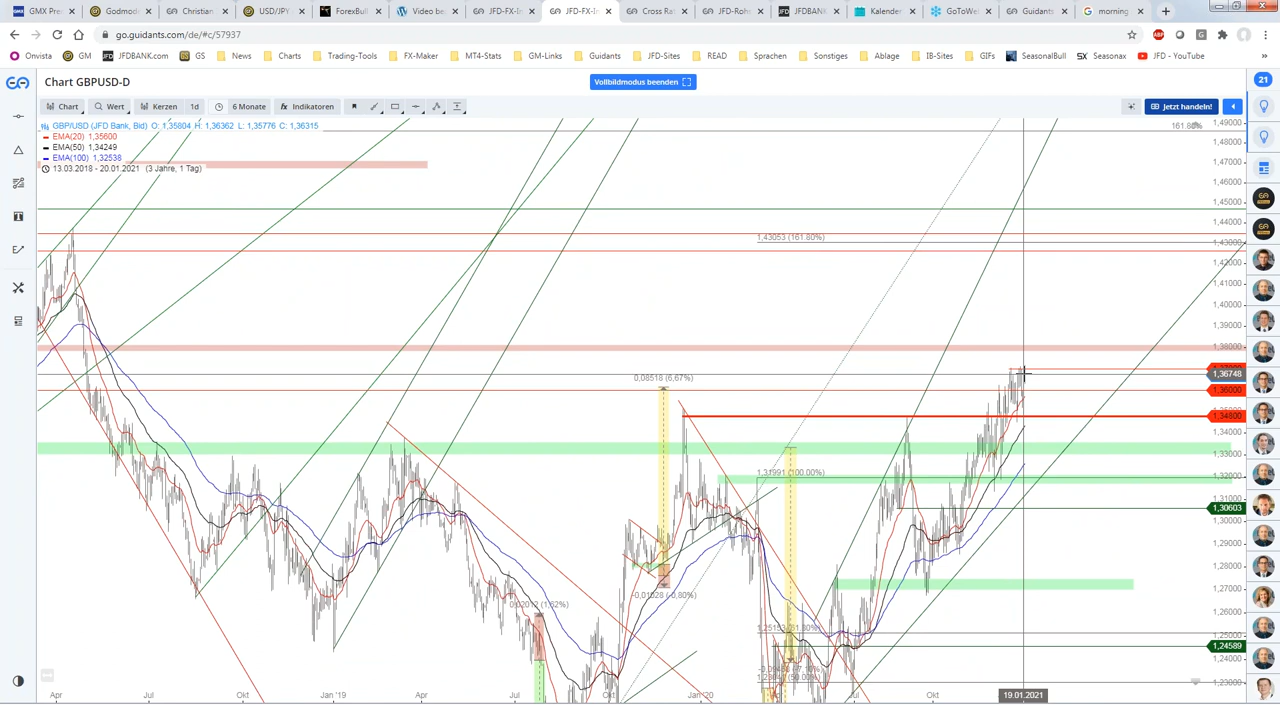 GMX Pre
Godmod
Christian
USD/JPY
ForexBull
Video be
JFD-FX-In
JFD-FX-In
Cross Ra
JFD-Roh
JFDBANK
Kalender
GoToWe
Guidants
morning
go.guidants.com/de/#c/57937
Onvista
GM
JFDBANK.com
GS
News
Charts
Trading-Tools
FX-Maker
MT4-Stats
GM-Links
Guidants
JFD-Sites
READ
Sprachen
Sonstiges
Ablage
IB-Sites
GIFs
SeasonalBull
Seasonax
JFD - YouTube
Chart GBPUSD-D
Vollbildmodus beenden
21
Chart
Wert
Kerzen
1d
6 Monate
fx Indikatoren
Jetzt handeln!
GBP/USD (JFD Bank, Bid) O: 1,35804 H: 1,36362 L: 1,35776 C: 1,36315
EMA(20) 1,35600
EMA(50) 1,34249
EMA(100) 1,32538
13.03.2018 - 20.01.2021 (3 Jahre, 1 Tag)
1,49000
161.80%
1,48000
1,47000
1,46000
1,45000
1,44000
1,43053 (161.80%)
1,43000
1,42000
1,41000
1,40000
1,39000
1,38000
1,36748
0,08518 (6,67%)
1,36000
1,34800
1,34000
1,33000
1,31991 (100.00%)
1,32000
1,31000
1,30603
1,30000
1,29000
1,28000
1,27000
1,26000
1,25000
1,24589
1,24000
Apr
Jul
Okt
Jan '19
Apr
Jul
Okt
Jan '20
Jul
Okt
19.01.2021